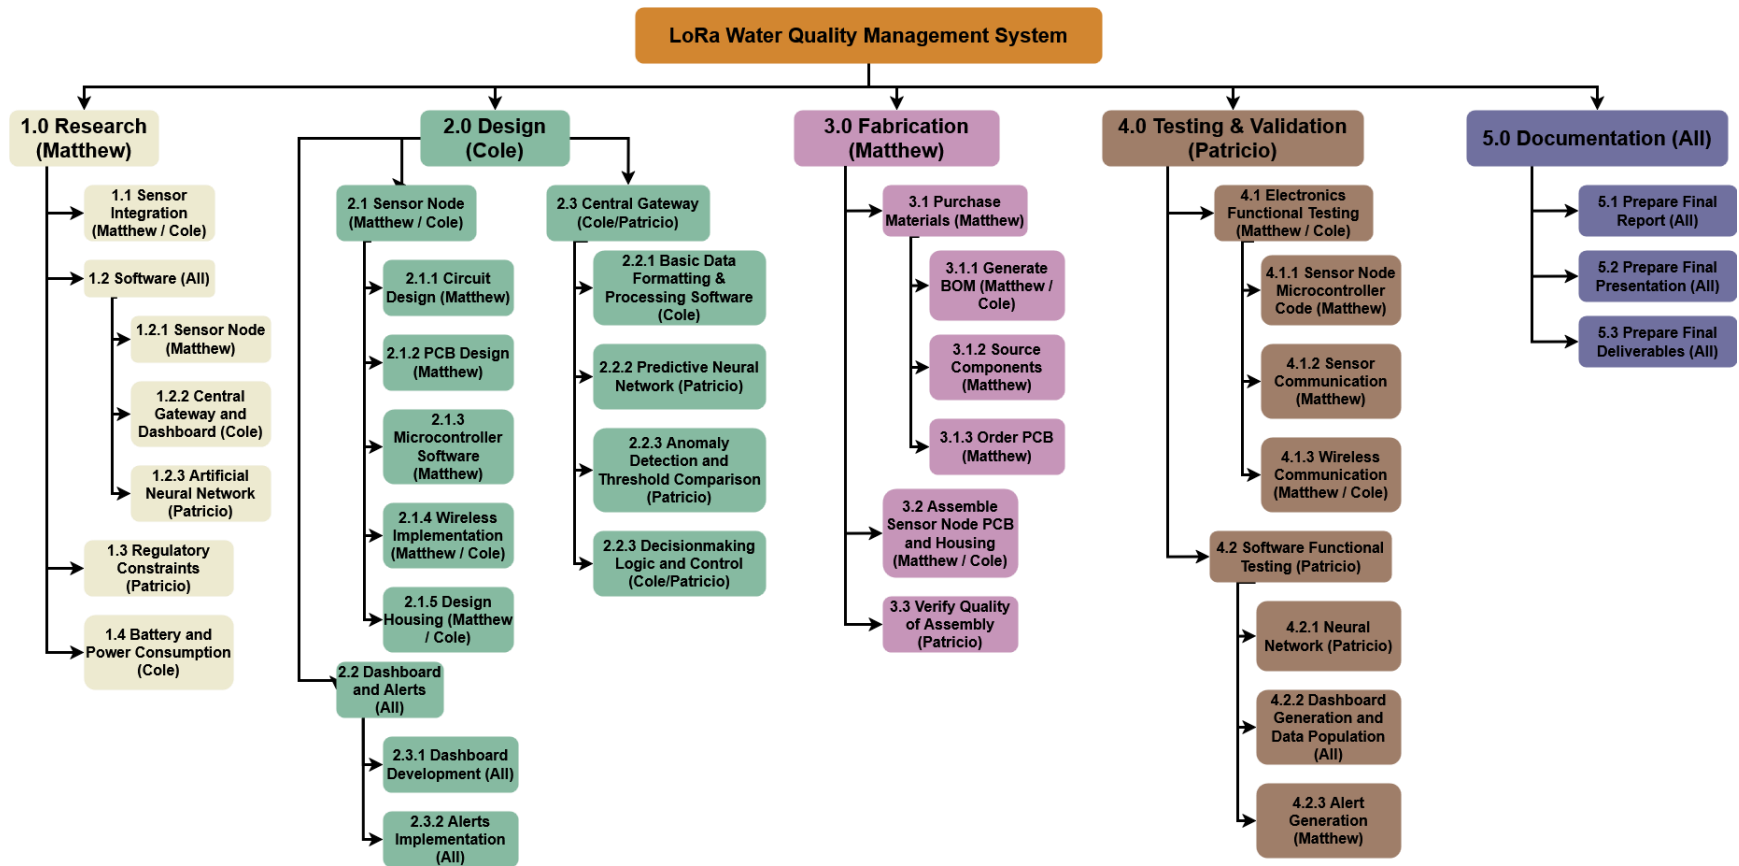 LoRa Water Quality Management System
1.0 Research
(Matthew)
1.1 Sensor
Integration
(Matthew / Cole)
1.2 Software (All)
1.2.1 Sensor Node
(Matthew)
1.2.2 Central
Gateway and
Dashboard (Cole)
1.2.3 Artificial
Neural Network
(Patricio)
1.3 Regulatory
Constraints
(Patricio)
1.4 Battery and
Power Consumption
(Cole)
2.0 Design
(Cole)
2.1 Sensor Node
(Matthew / Cole)
2.1.1 Circuit
Design (Matthew)
2.1.2 PCB Design
(Matthew)
2.1.3
Microcontroller
Software
(Matthew)
2.1.4 Wireless
Implementation
(Matthew / Cole)
2.1.5 Design
Housing (Matthew
/ Cole)
2.2 Dashboard
and Alerts
(All)
2.3.1 Dashboard
Development (All)
2.3.2 Alerts
Implementation
(All)
2.3 Central Gateway
(Cole/Patricio)
2.2.1 Basic Data
Formatting &
Processing Software
(Cole)
2.2.2 Predictive Neural
Network (Patricio)
2.2.3 Anomaly
Detection and
Threshold Comparison
(Patricio)
2.2.3 Decisionmaking
Logic and Control
(Cole/Patricio)
3.0 Fabrication
(Matthew)
3.1 Purchase
Materials (Matthew)
3.1.1 Generate
BOM (Matthew /
Cole)
3.1.2 Source
Components
(Matthew)
3.1.3 Order PCB
(Matthew)
3.2 Assemble
Sensor Node PCB
and Housing
(Matthew / Cole)
3.3 Verify Quality
of Assembly
(Patricio)
4.0 Testing & Validation
(Patricio)
4.1 Electronics
Functional Testing
(Matthew / Cole)
4.1.1 Sensor Node
Microcontroller
Code (Matthew)
4.1.2 Sensor
Communication
(Matthew)
4.1.3 Wireless
Communication
(Matthew / Cole)
4.2 Software Functional
Testing (Patricio)
4.2.1 Neural
Network (Patricio)
4.2.2 Dashboard
Generation and
Data Population
(All)
4.2.3 Alert
Generation
(Matthew)
5.0 Documentation (All)
5.1 Prepare Final
Report (All)
5.2 Prepare Final
Presentation (All)
5.3 Prepare Final
Deliverables (All)